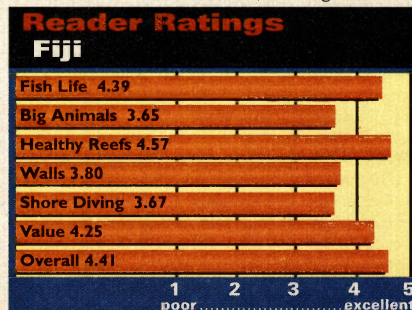 Reader Ratings
Fiji
Fish Life 4.39
Big Animals 3.65
Healthy Reefs 4.57
Walls 3.80
Shore Diving 3.67
Value 4.25
Overall 4.41
1 2 3 4 5
poor......................excellent